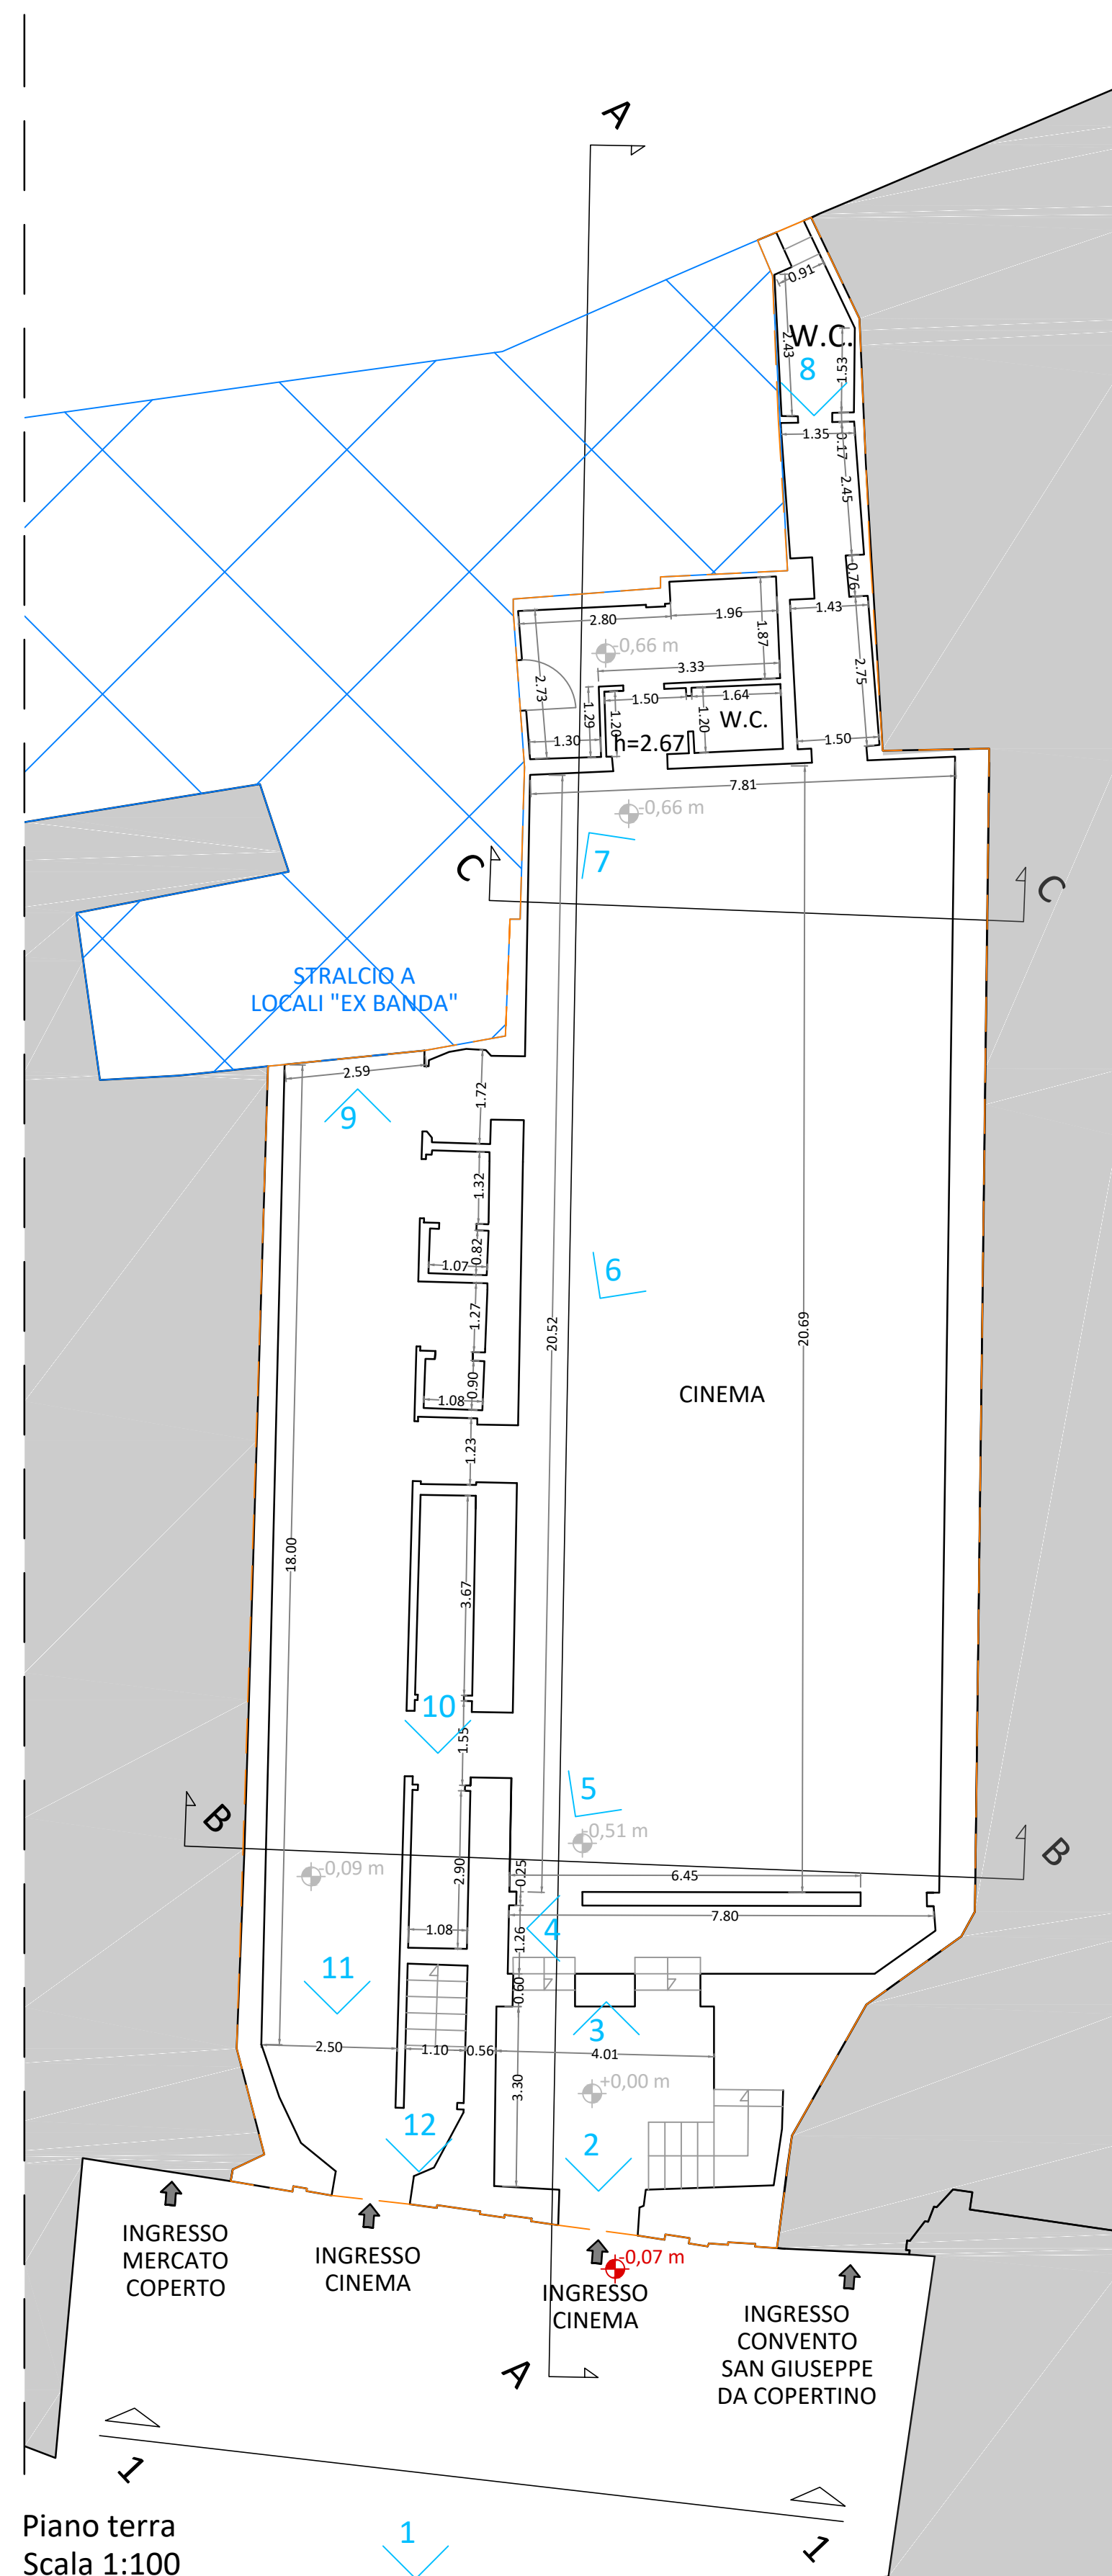 A
0.91
W.C.
2.43
1.53
8
1.35
0.17
2.45
0.76
1.43
2.80
1.96
1.87
-0,66 m
3.33
2.73
2.75
1.50
1.64
1.29
1.20
1.20
W.C.
1.30
h=2.67
1.50
7.81
-0,66 m
7
C
C
STRALCIO A
LOCALI "EX BANDA"
2.59
1.72
9
1.32
0.82
1.07
6
1.27
20.52
20.69
CINEMA
0.90
1.08
1.23
18.00
3.67
10
1.55
5
B
-0,51 m
B
-0,09 m
2.90
0.25
6.45
1.08
7.80
4
1.26
11
0.60
3
2.50
1.10
0.56
4.01
3.30
+0,00 m
12
2
INGRESSO
MERCATO
COPERTO
INGRESSO
CINEMA
-0,07 m
INGRESSO
CINEMA
INGRESSO
CONVENTO
SAN GIUSEPPE
DA COPERTINO
A
1
1
Piano terra
Scala 1:100
1